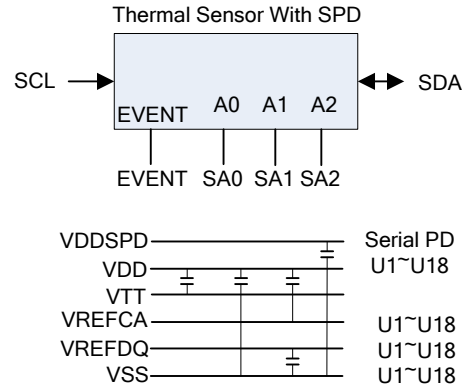 Thermal Sensor With SPD
SCL
SDA
EVENT A0 A1 A2
EVENT SA0 SA1 SA2
VDDSPD Serial PD
VDD U1~U18
VTT
VREFCA U1~U18
VREFDQ U1~U18
VSS U1~U18